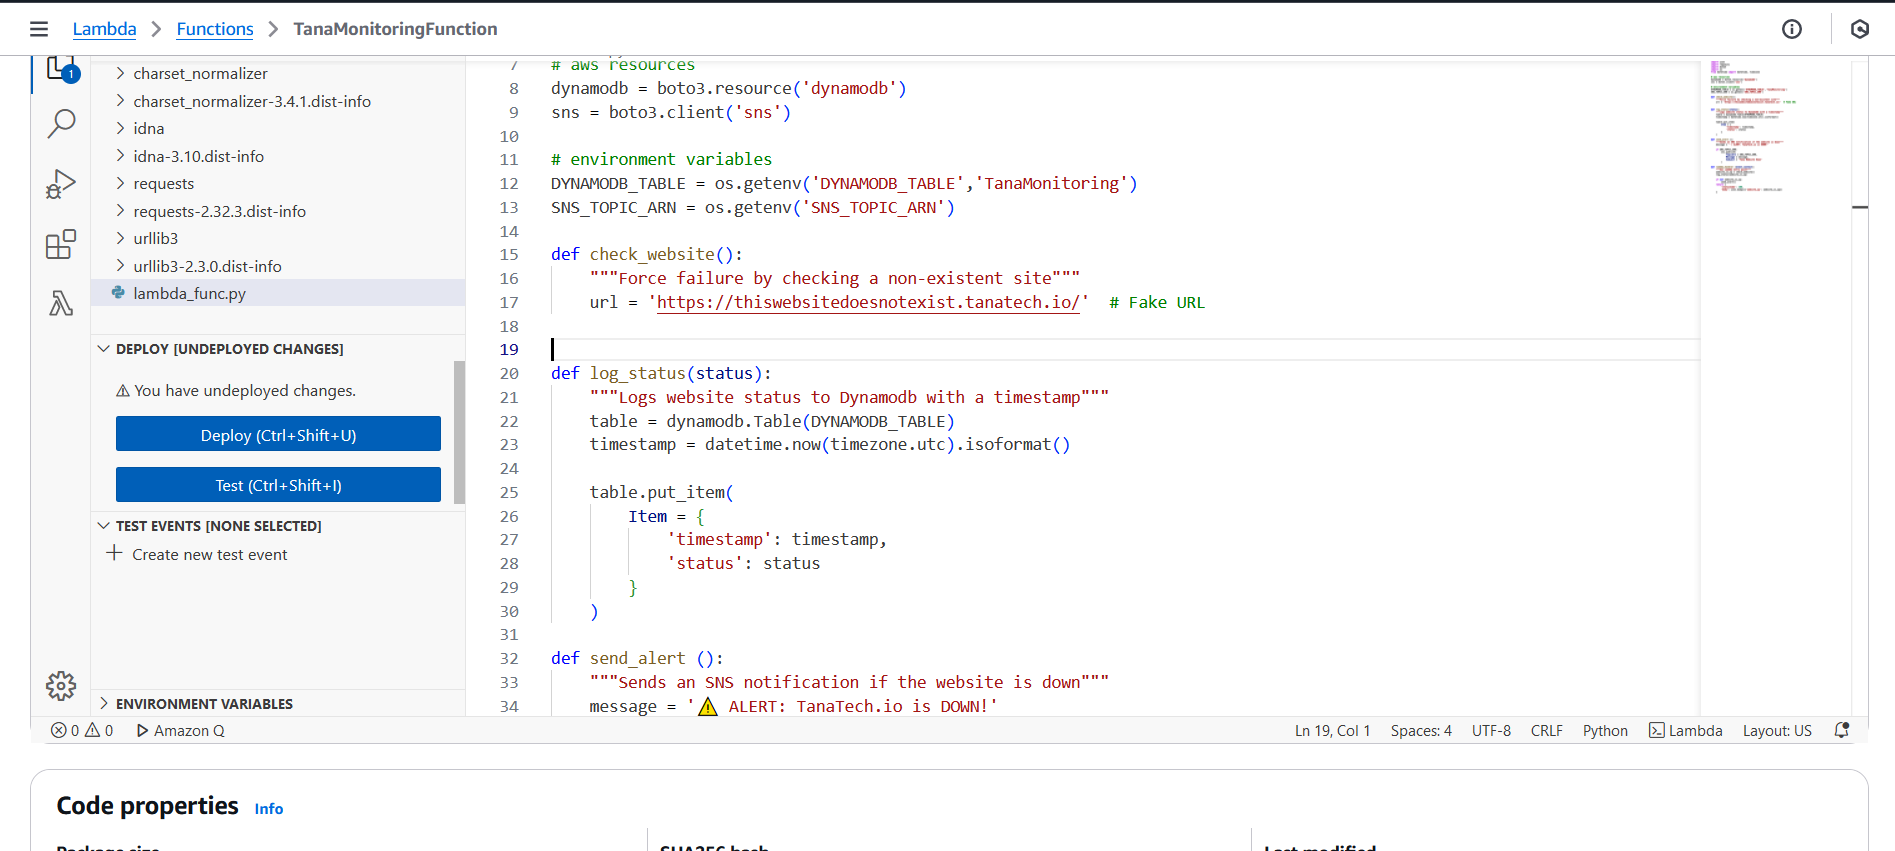 Lambda > Functions > TanaMonitoringFunction
1
charset_normalizer
charset_normalizer-3.4.1.dist-info
idna
idna-3.10.dist-info
requests
requests-2.32.3.dist-info
urllib3
urllib3-2.3.0.dist-info
lambda_func.py
DEPLOY [UNDEPLOYED CHANGES]
You have undeployed changes.
Deploy (Ctrl+Shift+U)
Test (Ctrl+Shift+I)
TEST EVENTS [NONE SELECTED]
Create new test event
ENVIRONMENT VARIABLES
7 # aws resources
8 dynamodb = boto3.resource('dynamodb')
9 sns = boto3.client('sns')
10
11 # environment variables
12 DYNAMODB_TABLE = os.getenv('DYNAMODB_TABLE','TanaMonitoring')
13 SNS_TOPIC_ARN = os.getenv('SNS_TOPIC_ARN')
14
15 def check_website():
16     """Force failure by checking a non-existent site"""
17     url = 'https://thiswebsitedoesnotexist.tanatech.io/'  # Fake URL
18
19
20 def log_status(status):
21     """Logs website status to Dynamodb with a timestamp"""
22     table = dynamodb.Table(DYNAMODB_TABLE)
23     timestamp = datetime.now(timezone.utc).isoformat()
24
25     table.put_item(
26         Item = {
27             'timestamp': timestamp,
28             'status': status
29         }
30     )
31
32 def send_alert ():
33     """Sends an SNS notification if the website is down"""
34     message = '⚠️ ALERT: TanaTech.io is DOWN!'
0 0 Amazon Q Ln 19, Col 1 Spaces: 4 UTF-8 CRLF Python Lambda Layout: US
Code properties Info
Package size SHA256 hash Last modified